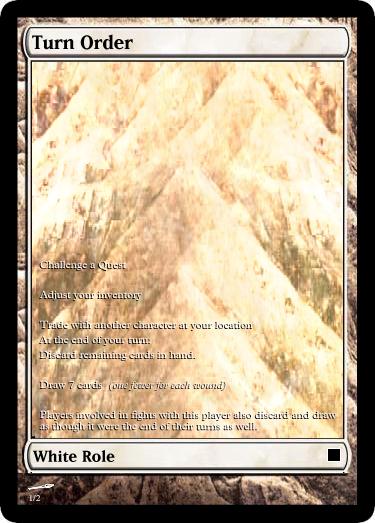 Turn Order
Challenge a Quest
Adjust your inventory
Trade with another character at your location
At the end of your turn:
Discard remaining cards in hand.
Draw 7 cards (one fewer for each wound)
Players involved in fights with this player also discard and draw
as though it were the end of their turns as well.
White Role
1/2